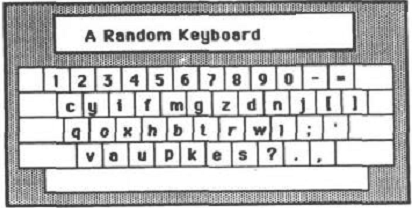 A Random Keyboard
1 2 3 4 5 6 7 8 9 0 - =
c y i f m g z d n j [ ]
q o x h b t r w l ; '
v a u p k e s ? . ,